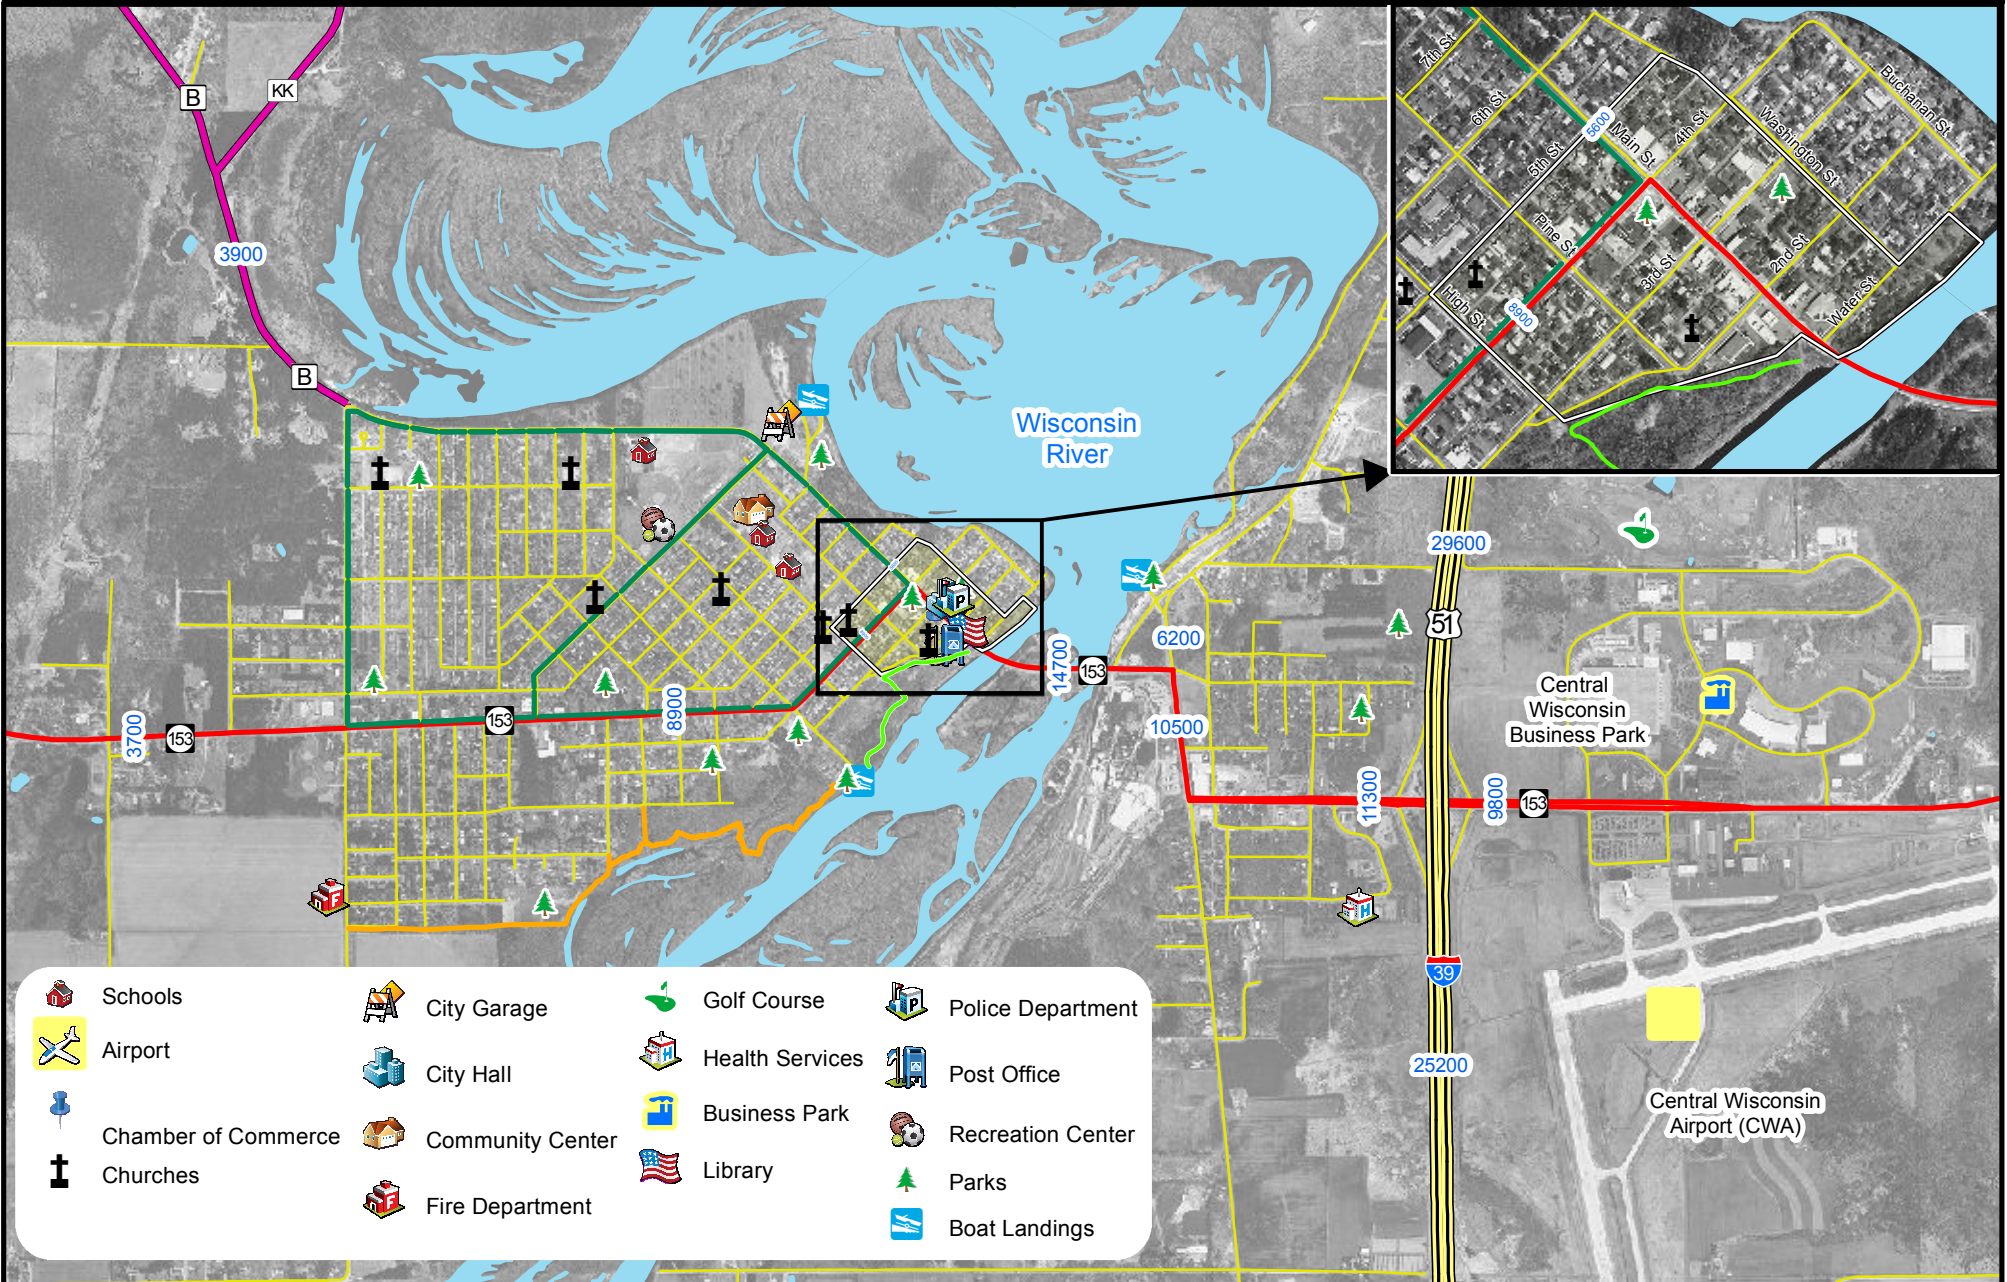 B
KK
3900
B
Wisconsin
River
7th St
6th St
5th St
5600
Main St
4th St
Washington St
Buchanan St
Pine St
3rd St
2nd St
Water St
High St
8900
29600
51
6200
14700
153
10500
Central
Wisconsin
Business Park
3700
153
153
8900
11300
9800
153
39
25200
Central Wisconsin
Airport (CWA)
Schools
Airport
Chamber of Commerce
Churches
City Garage
City Hall
Community Center
Fire Department
Golf Course
Health Services
Business Park
Library
Police Department
Post Office
Recreation Center
Parks
Boat Landings